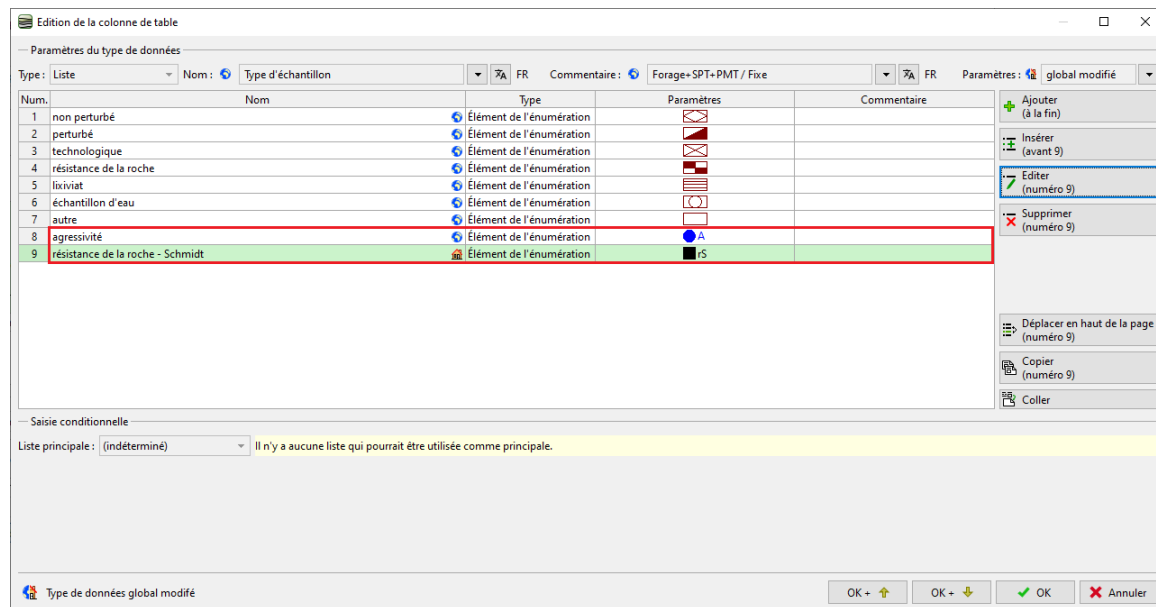 Edition de la colonne de table
Paramètres du type de données
Type : Liste Nom : Type d'échantillon FR Commentaire : Forage+SPT+PMT / Fixe FR Paramètres : global modifié
Num. Nom Type Paramètres Commentaire
1 non perturbé Élément de l'énumération
2 perturbé Élément de l'énumération
3 technologique Élément de l'énumération
4 résistance de la roche Élément de l'énumération
5 lixiviat Élément de l'énumération
6 échantillon d'eau Élément de l'énumération
7 autre Élément de l'énumération
8 agressivité Élément de l'énumération A
9 résistance de la roche - Schmidt Élément de l'énumération rS
Ajouter
(à la fin)
Insérer
(avant 9)
Editer
(numéro 9)
Supprimer
(numéro 9)
Déplacer en haut de la page
(numéro 9)
Copier
(numéro 9)
Coller
Saisie conditionnelle
Liste principale : (indéterminé) Il n'y a aucune liste qui pourrait être utilisée comme principale.
Type de données global modifé OK + OK + OK Annuler